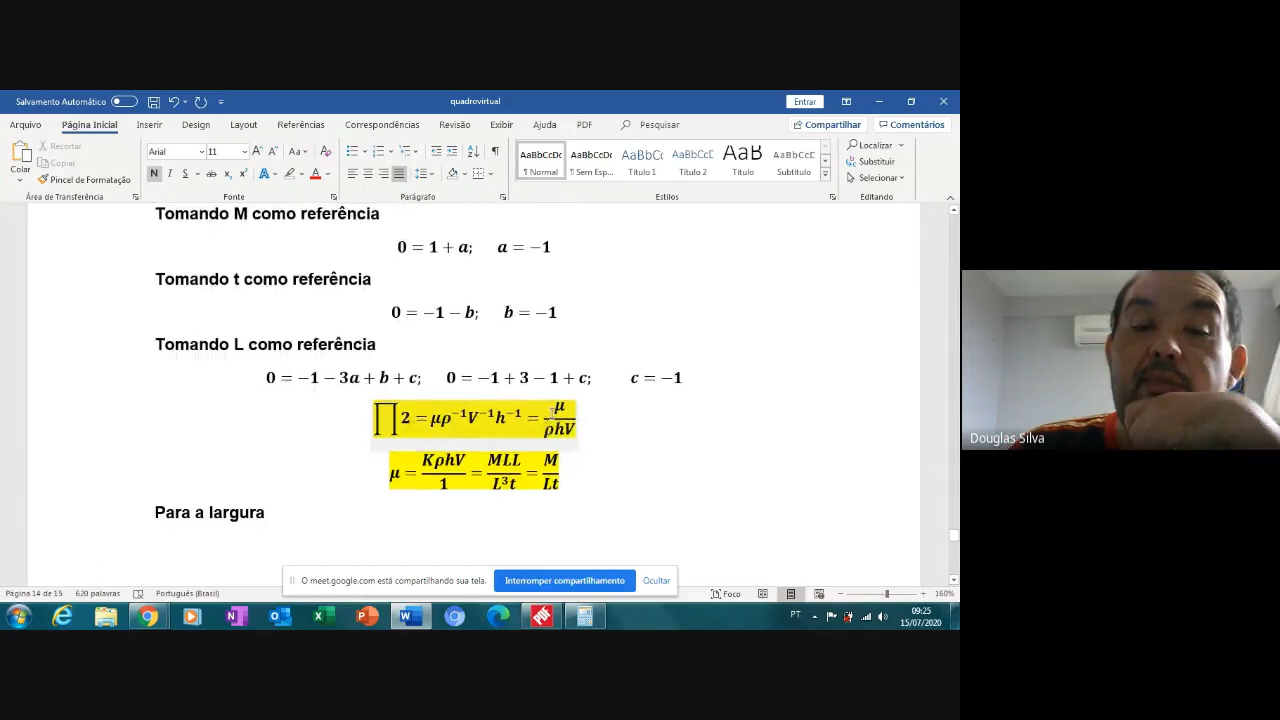 Salvamento Automático
quadrovirtual
Entrar
Arquivo Página Inicial Inserir Design Layout Referências Correspondências Revisão Exibir Ajuda PDF Pesquisar Compartilhar Comentários
Colar
Recortar
Copiar
Pincel de Formatação
Área de Transferência
Arial 11
Fonte
Parágrafo
AaBbCcDc AaBbCcDc AaBbCc AaBbCcC AaB AaBbCcC
¶ Normal ¶ Sem Esp... Título 1 Título 2 Título Subtítulo
Estilos
Localizar
Substituir
Selecionar
Editando
Tomando M como referência
0 = 1 + a; a = −1
Tomando t como referência
0 = −1 − b; b = −1
Tomando L como referência
0 = −1 − 3a + b + c; 0 = −1 + 3 − 1 + c; c = −1
∏ 2 = μρ⁻¹V⁻¹h⁻¹ = μ/ρhV
μ = KρhV/1 = MLL/L³t = M/Lt
Para a largura
O meet.google.com está compartilhando sua tela. Interromper compartilhamento Ocultar
Página 14 de 15 620 palavras Português (Brasil) Foco 160%
PT 09:25
15/07/2020
Douglas Silva